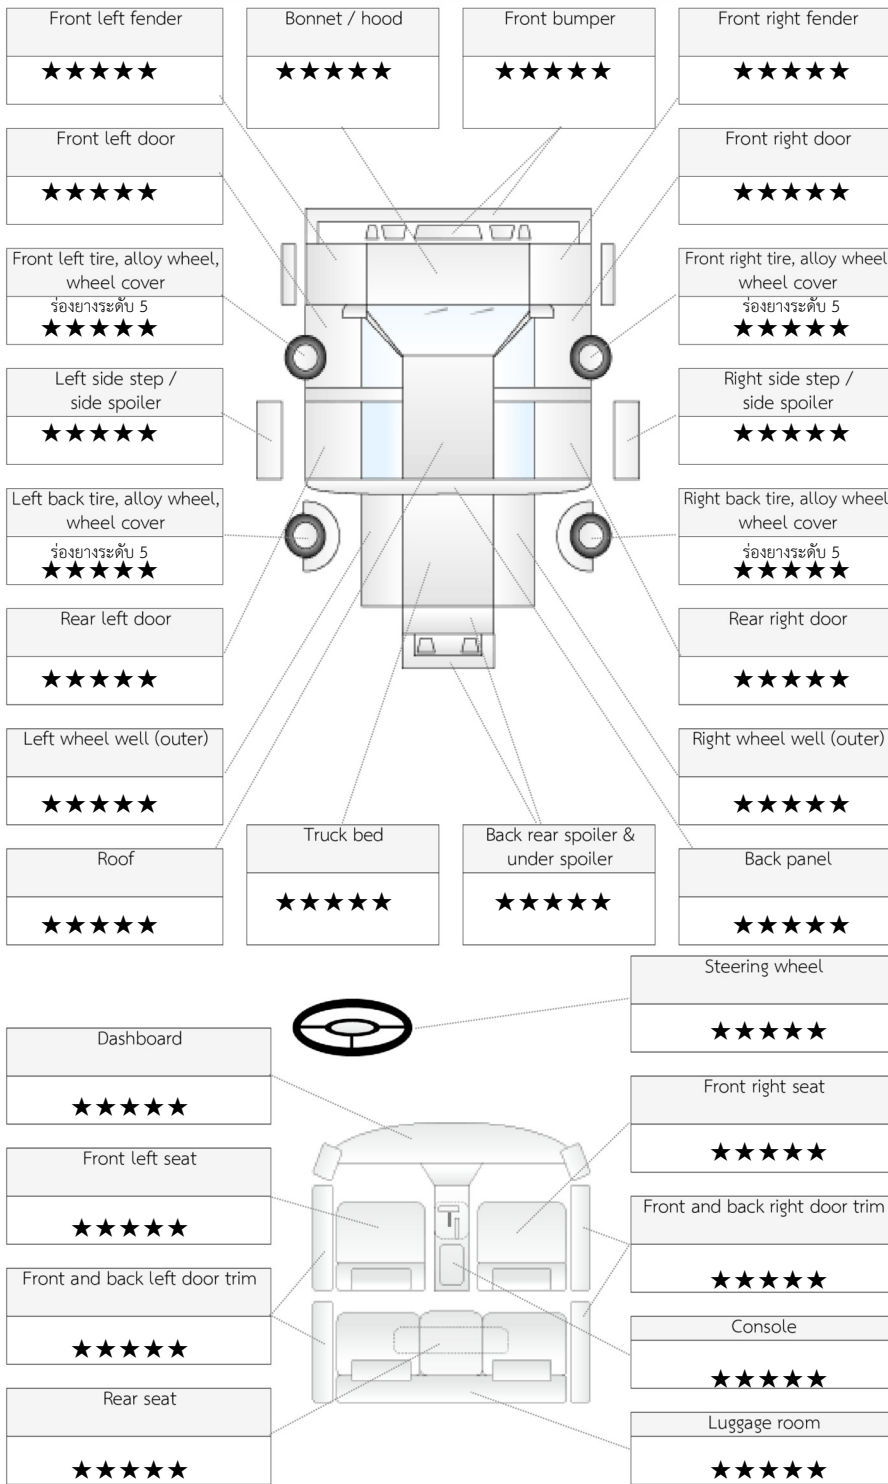 Front left fender
★★★★★
Bonnet / hood
★★★★★
Front bumper
★★★★★
Front right fender
★★★★★
Front left door
★★★★★
Front right door
★★★★★
Front left tire, alloy wheel,
wheel cover
ร่องยางระดับ 5
★★★★★
Front right tire, alloy wheel
wheel cover
ร่องยางระดับ 5
★★★★★
Left side step /
side spoiler
★★★★★
Right side step /
side spoiler
★★★★★
Left back tire, alloy wheel,
wheel cover
ร่องยางระดับ 5
★★★★★
Right back tire, alloy wheel
wheel cover
ร่องยางระดับ 5
★★★★★
Rear left door
★★★★★
Rear right door
★★★★★
Left wheel well (outer)
★★★★★
Right wheel well (outer)
★★★★★
Roof
★★★★★
Truck bed
★★★★★
Back rear spoiler &
under spoiler
★★★★★
Back panel
★★★★★
Steering wheel
★★★★★
Dashboard
★★★★★
Front right seat
★★★★★
Front left seat
★★★★★
Front and back right door trim
★★★★★
Front and back left door trim
★★★★★
Console
★★★★★
Rear seat
★★★★★
Luggage room
★★★★★